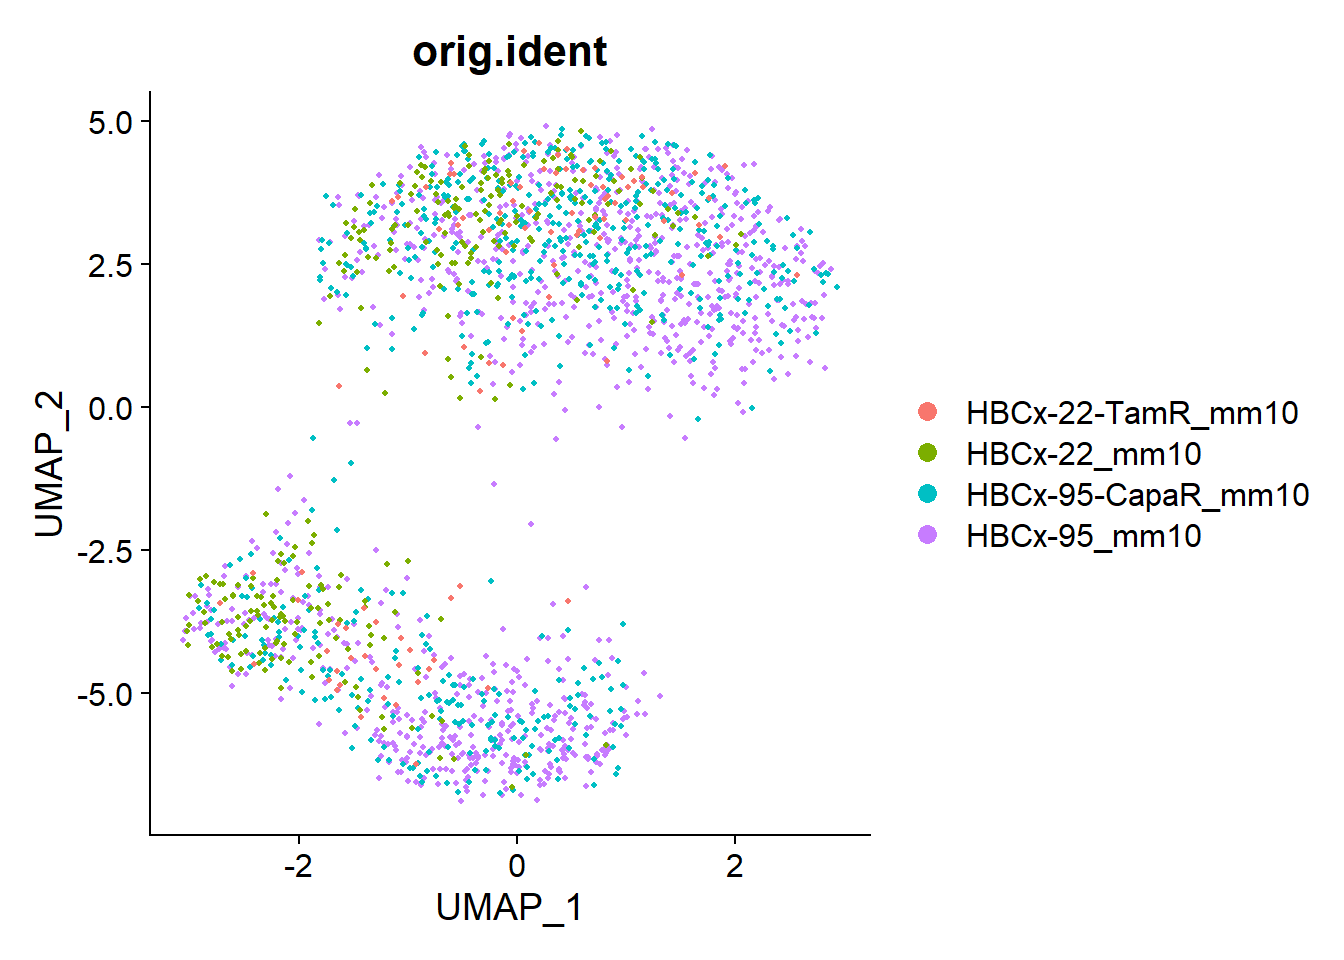 orig.ident
5.0
2.5
0.0
-2.5
-5.0
UMAP_2
-2 0 2
UMAP_1
HBCx-22-TamR_mm10
HBCx-22_mm10
HBCx-95-CapaR_mm10
HBCx-95_mm10